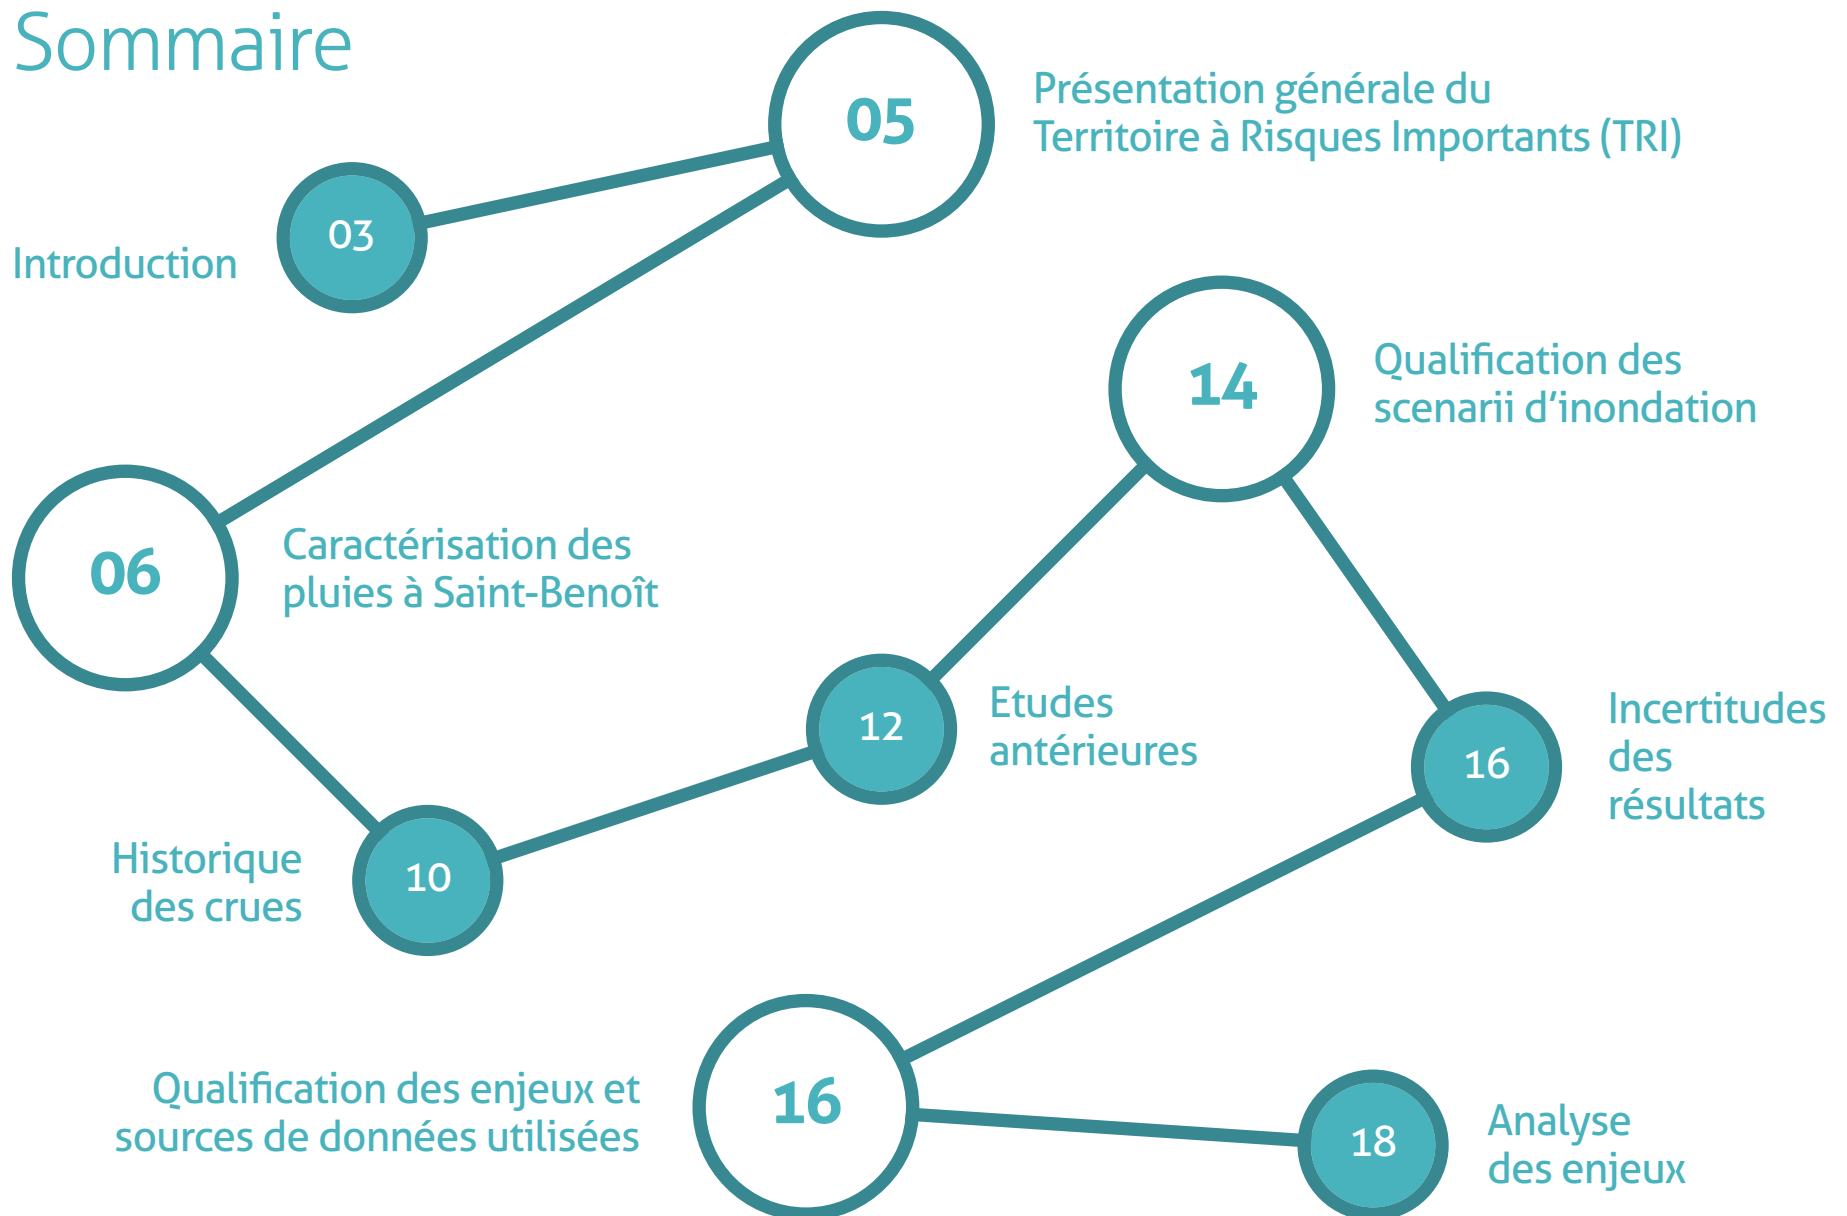 Sommaire
03
Introduction
05
Présentation générale du
Territoire à Risques Importants (TRI)
06
Caractérisation des
pluies à Saint-Benoît
10
Historique
des crues
12
Etudes
antérieures
14
Qualification des
scenarii d’inondation
16
Incertitudes
des
résultats
16
Qualification des enjeux et
sources de données utilisées
18
Analyse
des enjeux